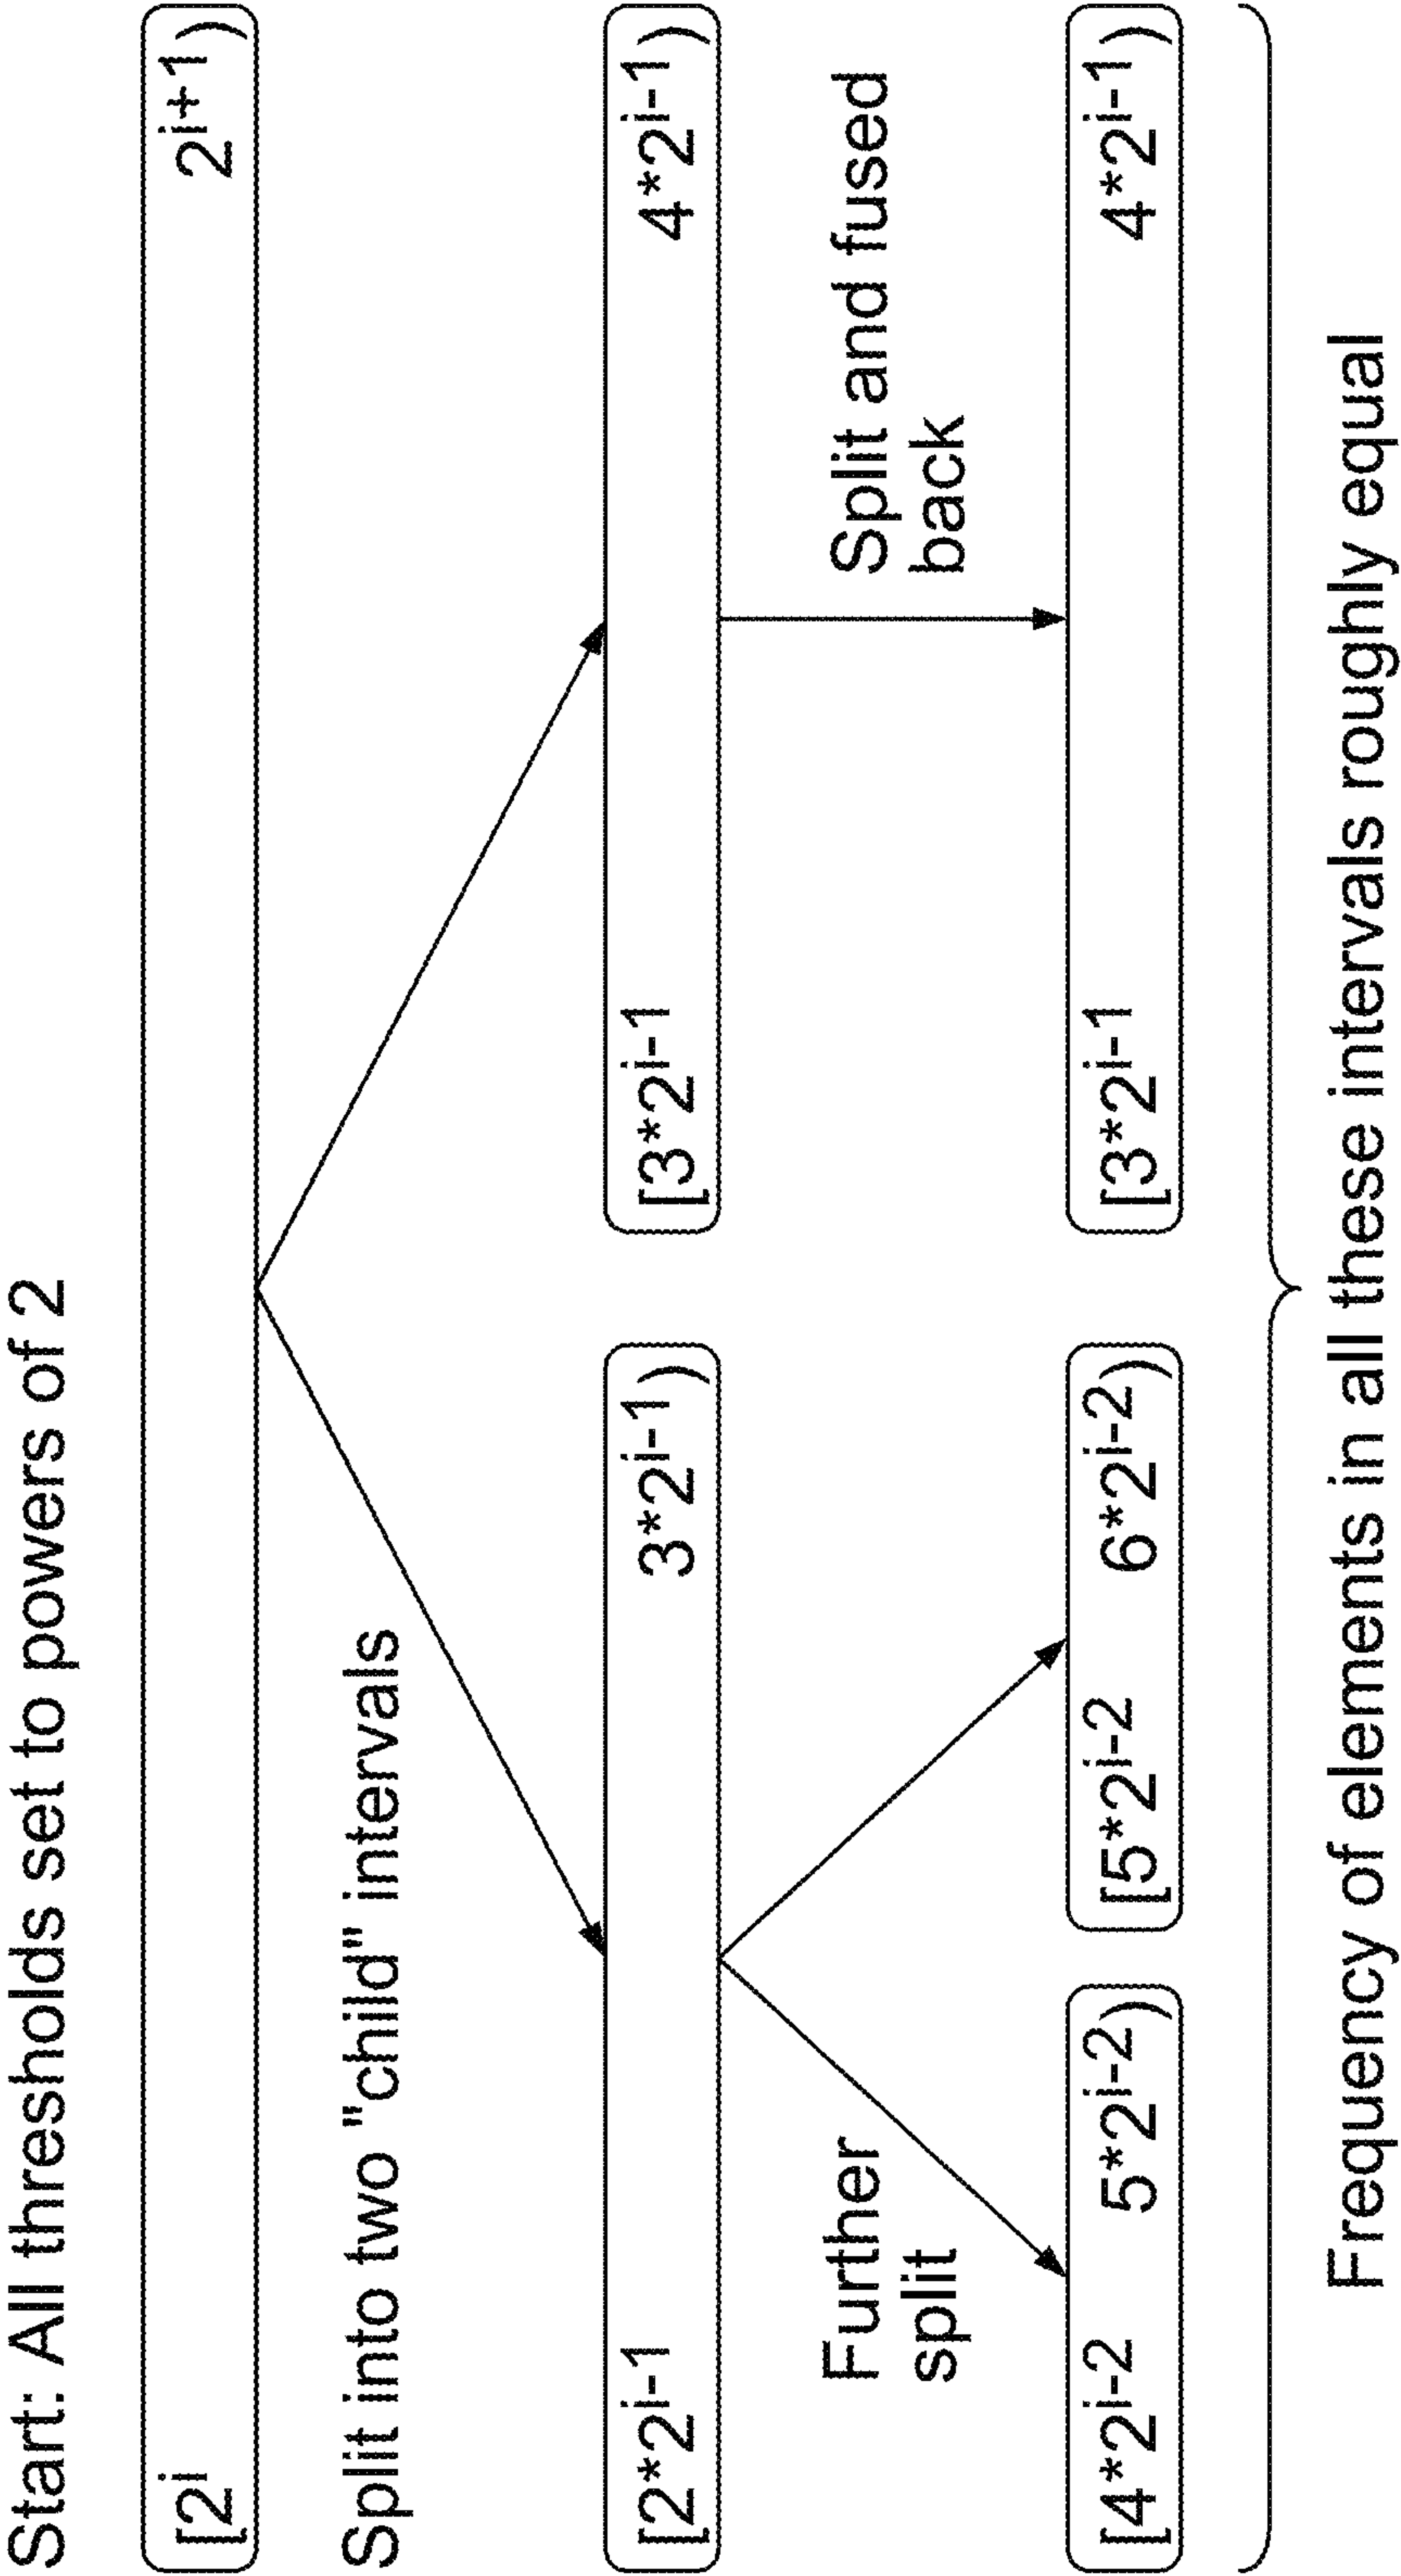 Start: All thresholds set to powers of 2
[2^i 2^{i+1})
Split into two "child" intervals
[2*2^{i-1} 3*2^{i-1}) [3*2^{i-1} 4*2^{i-1})
Further
split
Split and fused
back
[4*2^{i-2} 5*2^{i-2}) [5*2^{i-2} 6*2^{i-2}) [3*2^{i-1} 4*2^{i-1})
Frequency of elements in all these intervals roughly equal